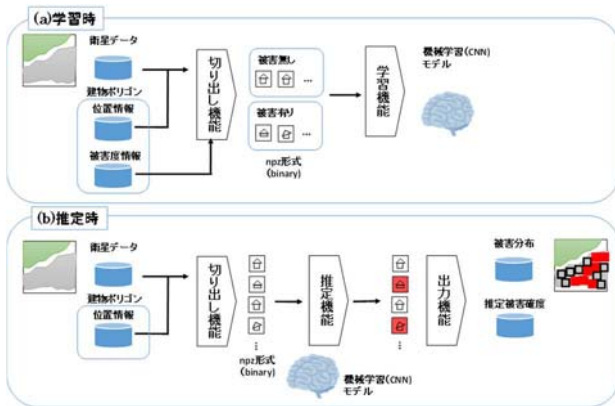 (a)学習時
衛星データ
建物ポリゴン
位置情報
被害度情報
切り出し機能
被害無し
...
被害有り
...
npz形式
(binary)
学習機能
機械学習(CNN)
モデル
(b)推定時
衛星データ
建物ポリゴン
位置情報
切り出し機能
...
npz形式
(binary)
推定機能
機械学習(CNN)
モデル
...
出力機能
被害分布
推定被害確度